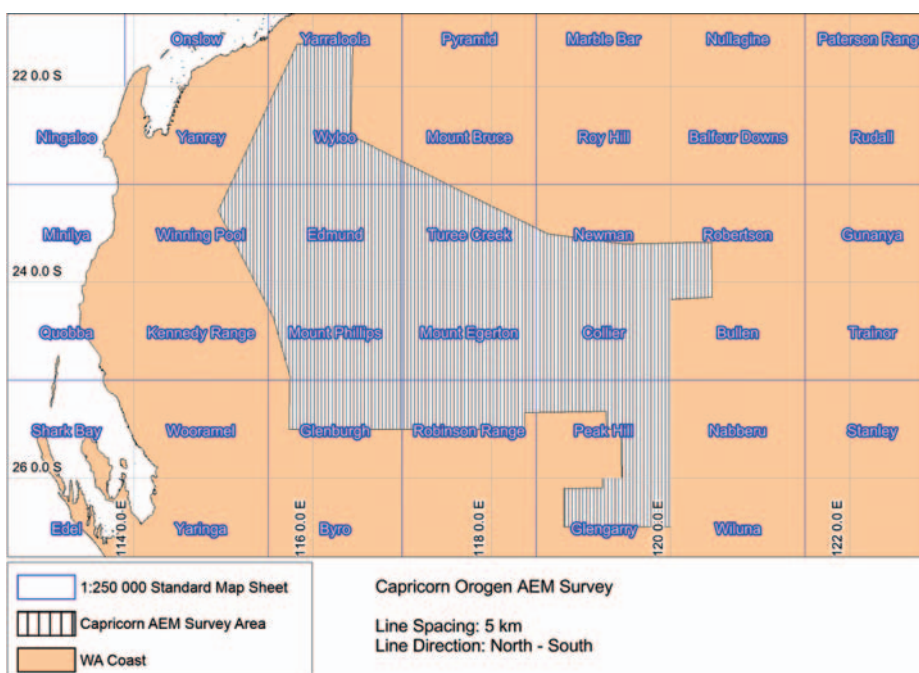 Onslow Yarraloola Pyramid Marble Bar Nullagine Paterson Rang
22 0.0 S
Ningaloo Yanrey Wyloo Mount Bruce Roy Hill Balfour Downs Rudall
Minilya Winning Pool Edmund Turee Creek Newman Robertson Gunanya
24 0.0 S
Quobba Kennedy Range Mount Phillips Mount Egerton Collier Bullen Trainor
Shark Bay Wooramel Glenburgh Robinson Range Peak Hill Nabberu Stanley
26 0.0 S
114 0.0 E 116 0.0 E 118 0.0 E 120 0.0 E 122 0.0 E
Edel Yaringa Byro Glengarry Wiluna
1:250 000 Standard Map Sheet
Capricorn AEM Survey Area
WA Coast
Capricorn Orogen AEM Survey
Line Spacing: 5 km
Line Direction: North - South